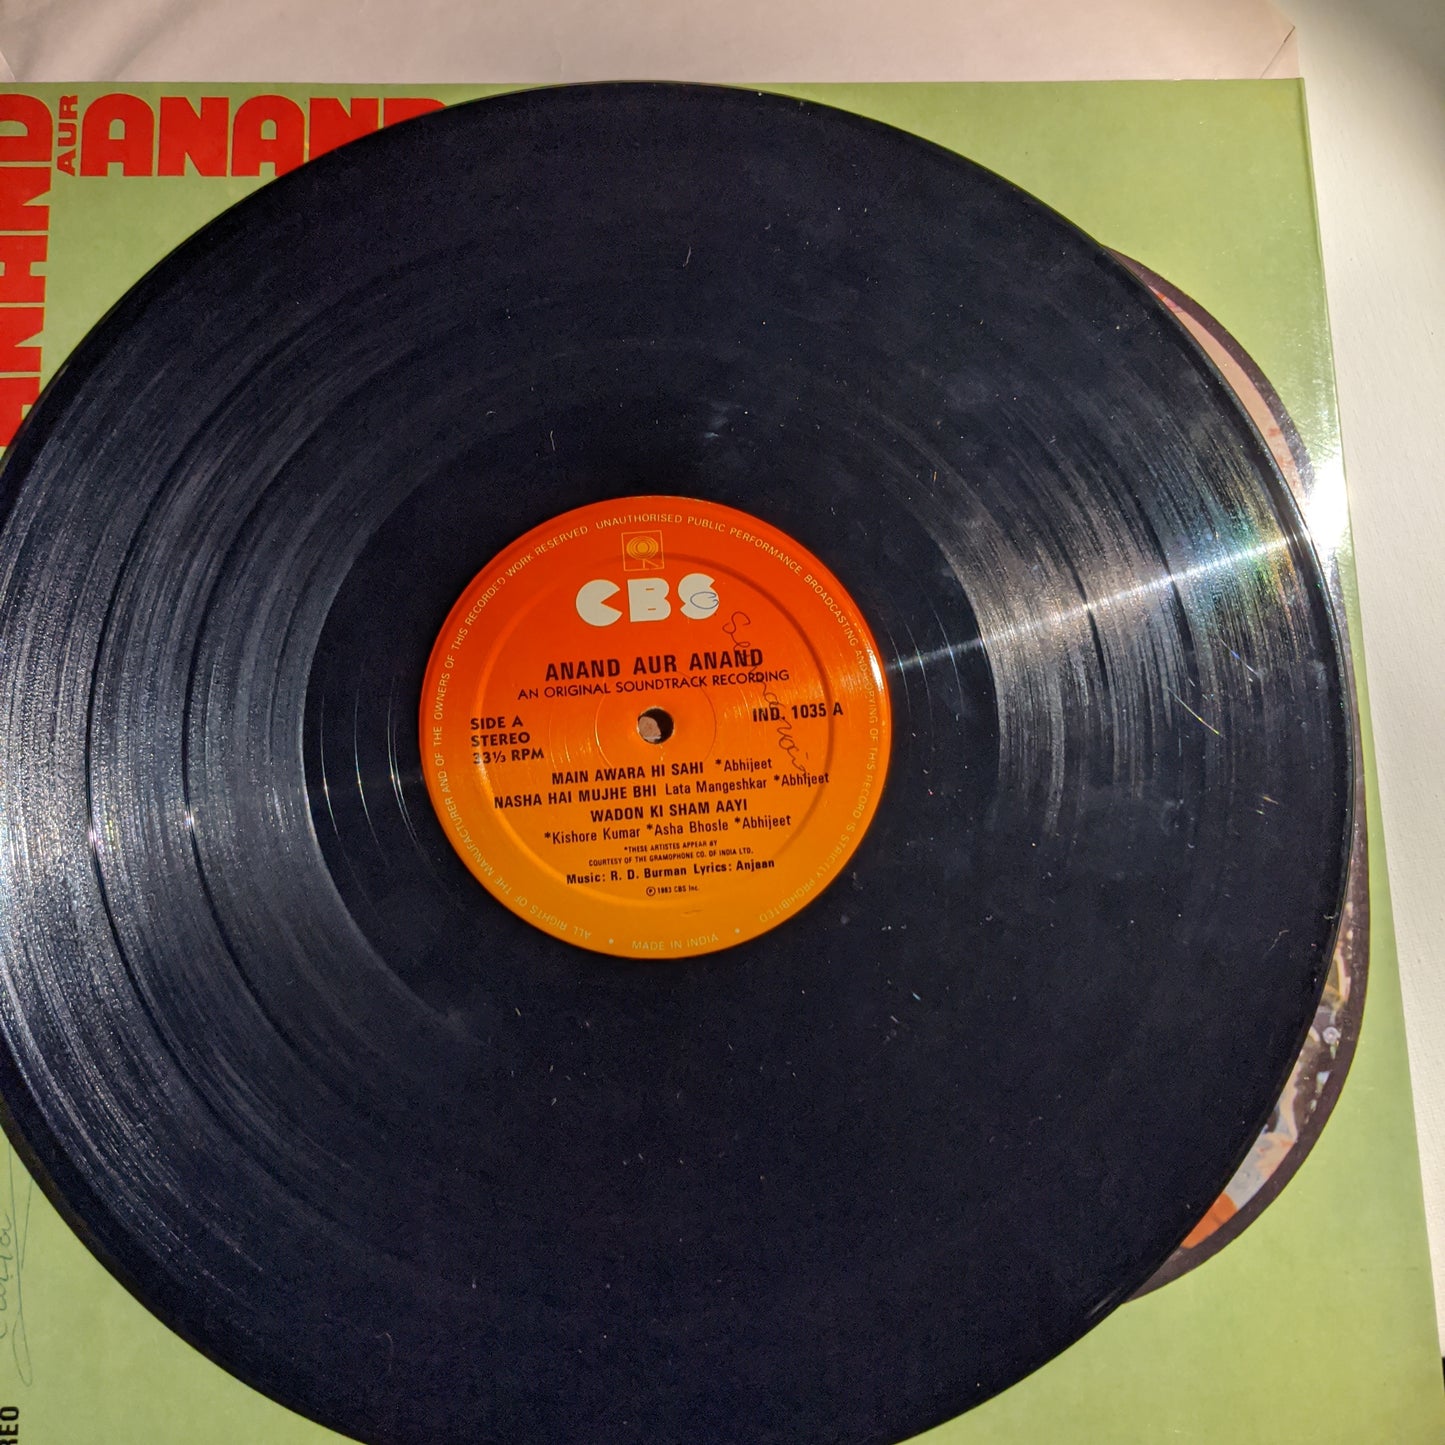 ANAND
AUR
ANAND
UNAUTHORISED PUBLIC PERFORMANCE BROADCASTING AND COPYING OF THIS RECORD IS STRICTLY PROHIBITED
ALL RIGHTS OF THE MANUFACTURER AND OF THE OWNERS OF THIS RECORDED WORK RESERVED
CBS
ANAND AUR ANAND
AN ORIGINAL SOUNDTRACK RECORDING
SIDE A
STEREO
33⅓ RPM
IND. 1035 A
MAIN AWARA HI SAHI *Abhijeet
NASHA HAI MUJHE BHI Lata Mangeshkar *Abhijeet
WADON KI SHAM AAYI
*Kishore Kumar *Asha Bhosle *Abhijeet
*THESE ARTISTES APPEAR BY
COURTESY OF THE GRAMOPHONE CO. OF INDIA LTD.
Music: R. D. Burman Lyrics: Anjaan
℗ 1983 CBS Inc.
• MADE IN INDIA •